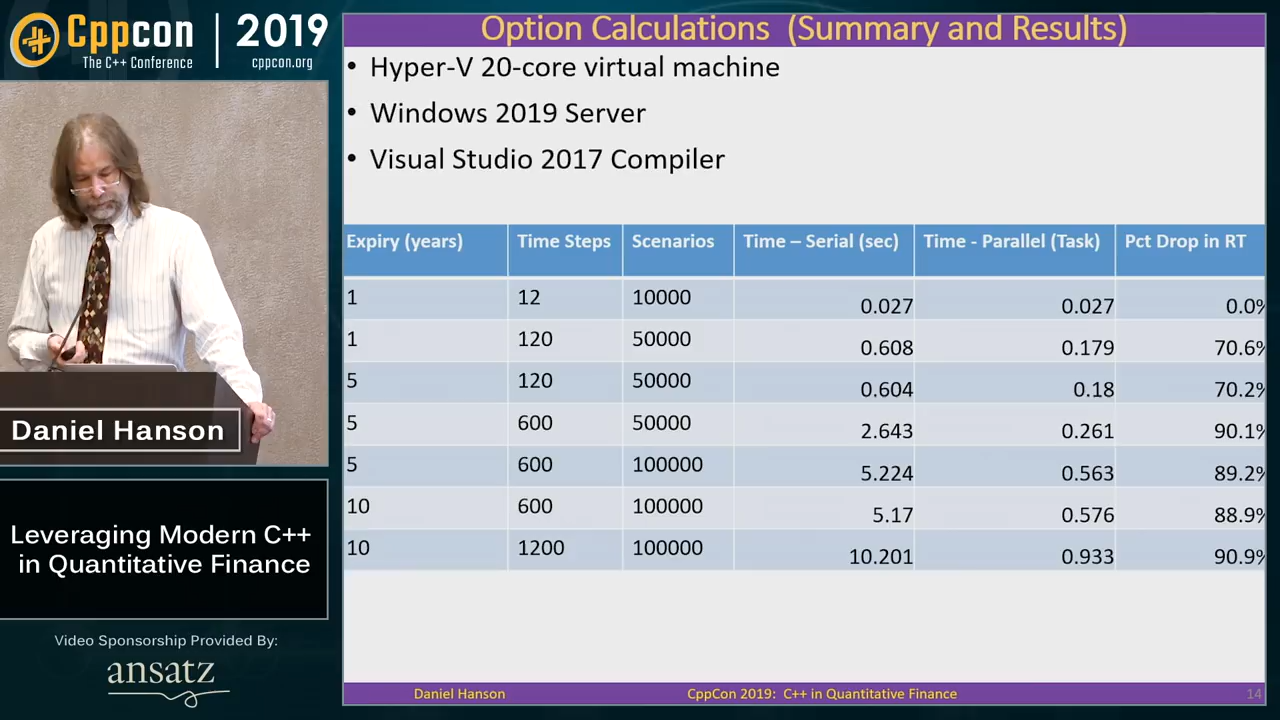 Cppcon
The C++ Conference
2019
cppcon.org
Option Calculations (Summary and Results)
• Hyper-V 20-core virtual machine
• Windows 2019 Server
• Visual Studio 2017 Compiler
Expiry (years) Time Steps Scenarios Time – Serial (sec) Time - Parallel (Task) Pct Drop in RT
1 12 10000 0.027 0.027 0.0%
1 120 50000 0.608 0.179 70.6%
5 120 50000 0.604 0.18 70.2%
5 600 50000 2.643 0.261 90.1%
5 600 100000 5.224 0.563 89.2%
10 600 100000 5.17 0.576 88.9%
10 1200 100000 10.201 0.933 90.9%
Daniel Hanson CppCon 2019: C++ in Quantitative Finance 14
Daniel Hanson
Leveraging Modern C++
in Quantitative Finance
Video Sponsorship Provided By:
ansatz